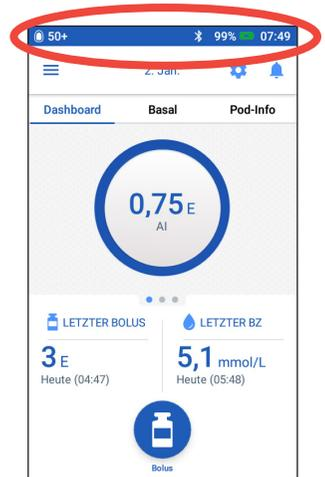 50+ 99% 07:49
2. Jan.
Dashboard Basal Pod-Info
0,75 E
AI
LETZTER BOLUS LETZTER BZ
3 E 5,1 mmol/L
Heute (04:47) Heute (05:48)
Bolus